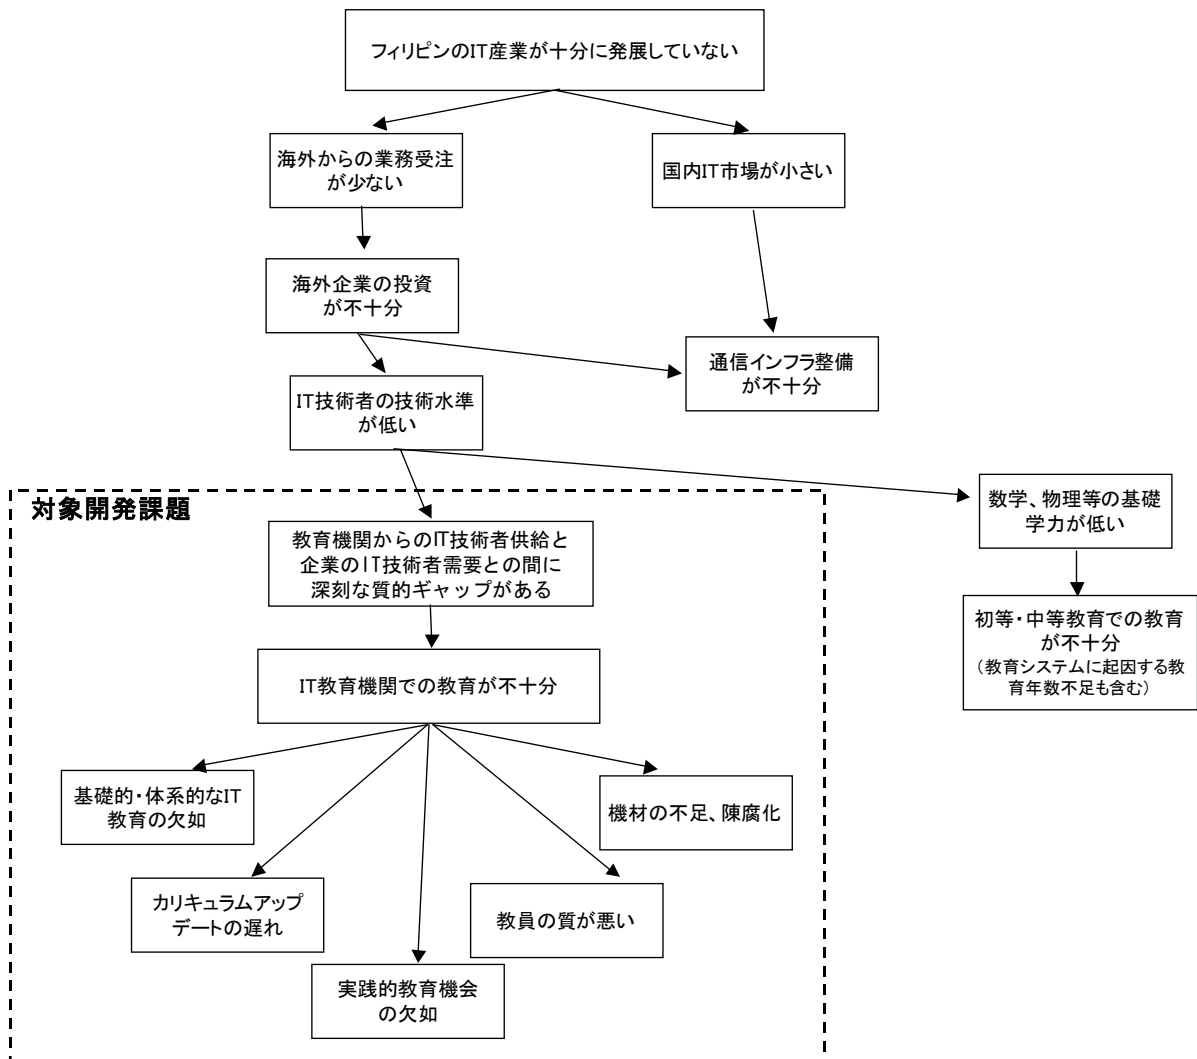 フィリピンのIT産業が十分に発展していない
海外からの業務受注
が少ない
国内IT市場が小さい
海外企業の投資
が不十分
通信インフラ整備
が不十分
IT技術者の技術水準
が低い
対象開発課題
数学、物理等の基礎
学力が低い
教育機関からのIT技術者供給と
企業のIT技術者需要との間に
深刻な質的ギャップがある
初等・中等教育での教育
が不十分
（教育システムに起因する教
育年数不足も含む）
IT教育機関での教育が不十分
基礎的・体系的なIT
教育の欠如
機材の不足、陳腐化
カリキュラムアップ
デートの遅れ
教員の質が悪い
実践的教育機会
の欠如